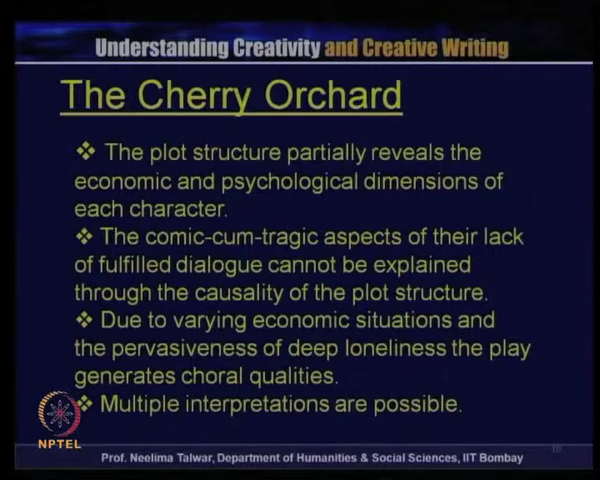 Understanding Creativity and Creative Writing
The Cherry Orchard
❖ The plot structure partially reveals the
economic and psychological dimensions of
each character.
❖ The comic-cum-tragic aspects of their lack
of fulfilled dialogue cannot be explained
through the causality of the plot structure.
❖ Due to varying economic situations and
the pervasiveness of deep loneliness the play
generates choral qualities.
❖ Multiple interpretations are possible.
NPTEL
Prof. Neelima Talwar, Department of Humanities & Social Sciences, IIT Bombay